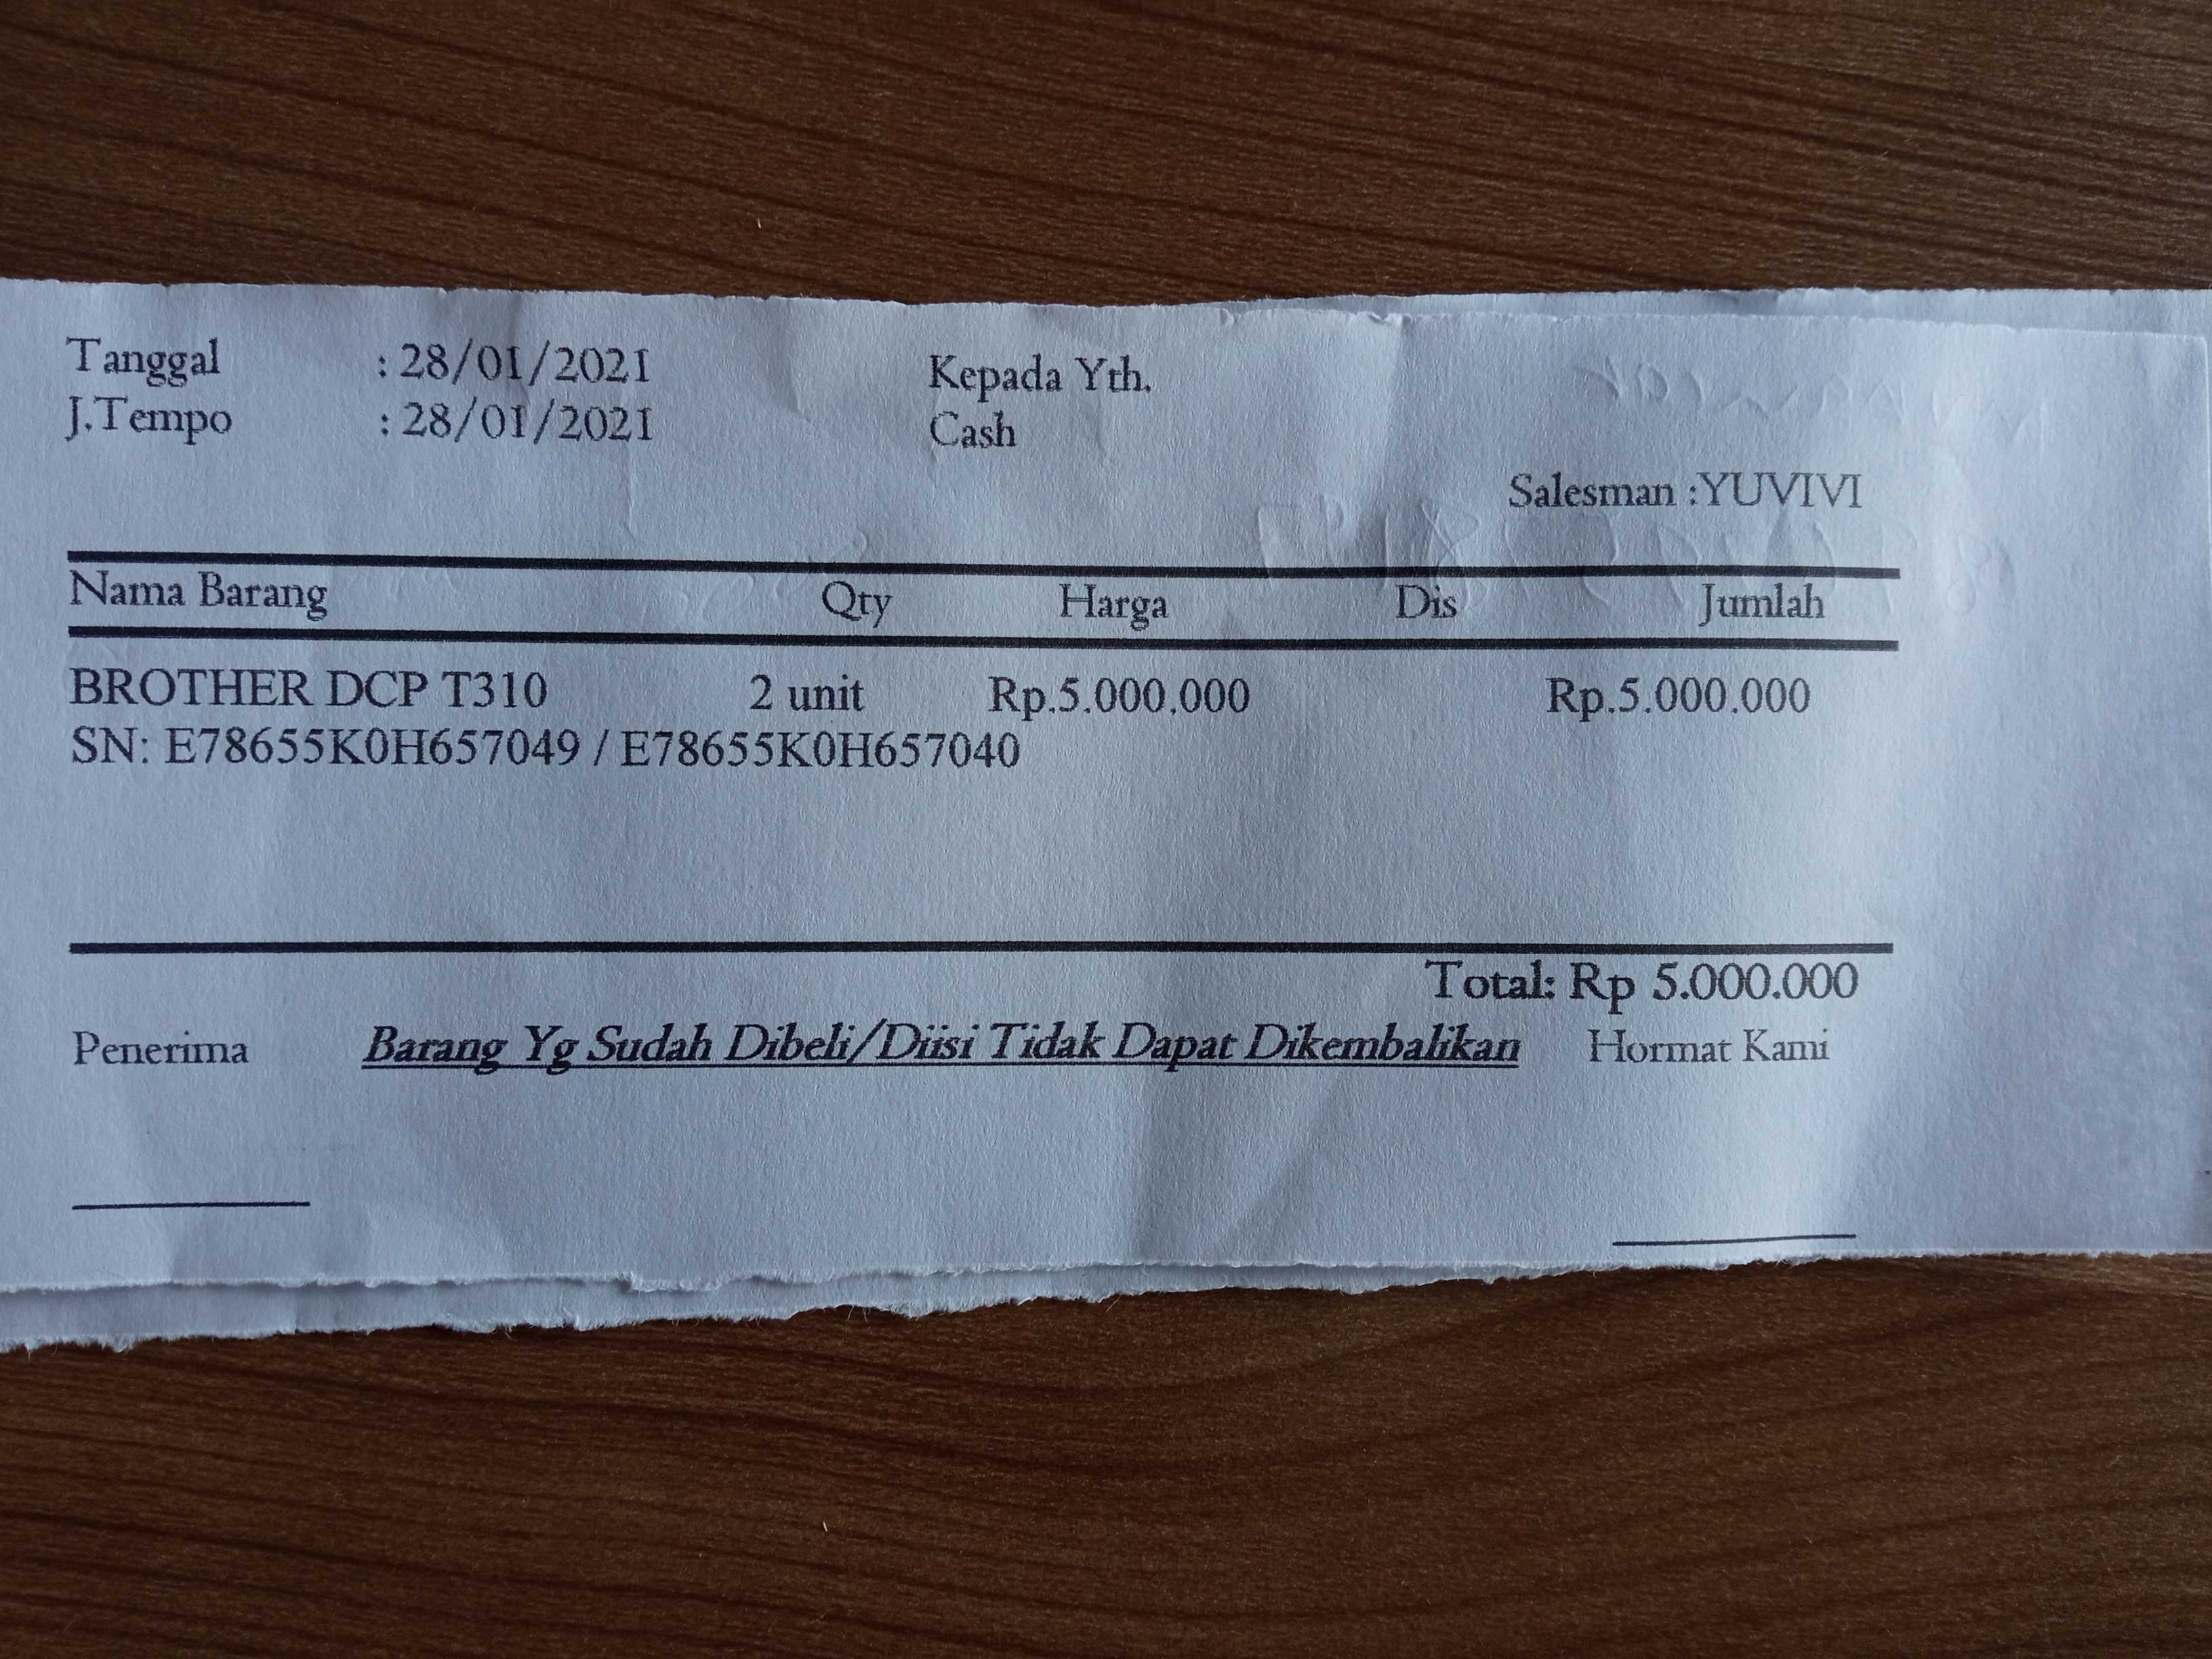 Tanggal : 28/01/2021 Kepada Yth.
J.Tempo : 28/01/2021 Cash
Salesman :YUVIVI
Nama Barang Qty Harga Dis Jumlah
BROTHER DCP T310 2 unit Rp.5.000.000 Rp.5.000.000
SN: E78655K0H657049 / E78655K0H657040
Total: Rp 5.000.000
Penerima Barang Yg Sudah Dibeli/Diisi Tidak Dapat Dikembalikan Hormat Kami